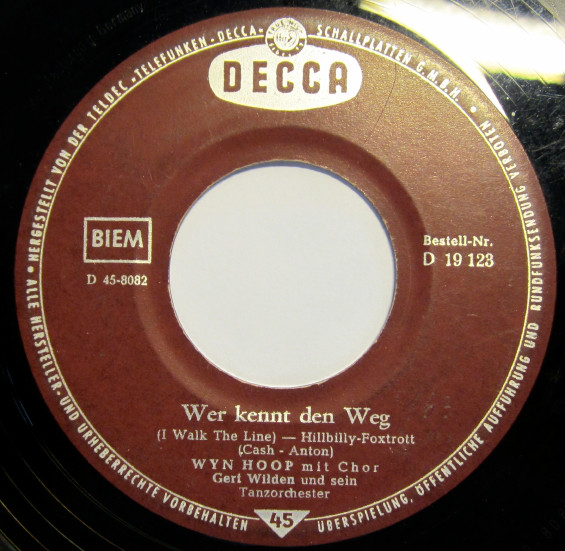 HERGESTELLT VON DER TELDEC • TELEFUNKEN - DECCA • SCHALLPLATTEN G.M.B.H. •
DECCA
BIEM
D 45-8082
Bestell-Nr.
D 19 123
Wer kennt den Weg
(I Walk The Line) — Hillbilly-Foxtrott
(Cash - Anton)
WYN HOOP mit Chor
Gert Wilden und sein
Tanzorchester
45
• ALLE HERSTELLER- UND URHEBERRECHTE VORBEHALTEN
ÜBERSPIELUNG, ÖFFENTLICHE AUFFÜHRUNG UND RUNDFUNKSENDUNG VERBOTEN